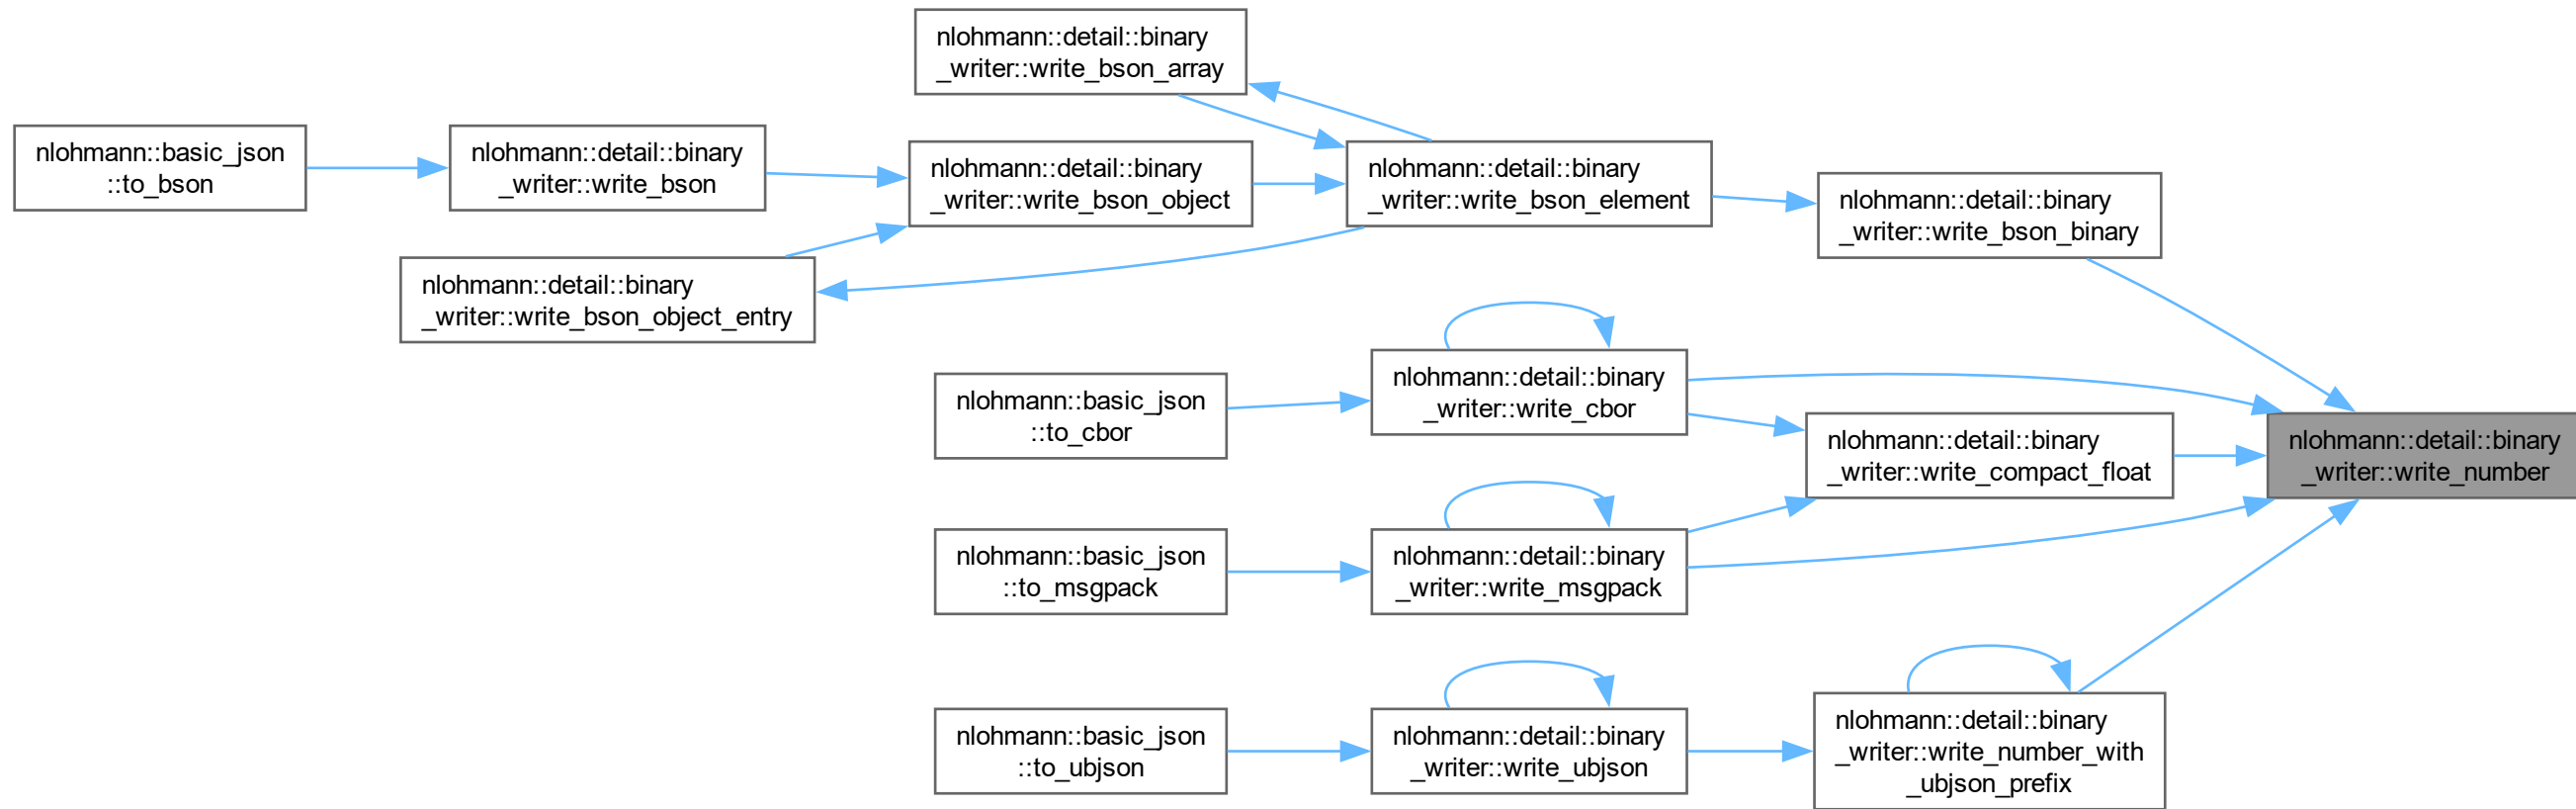 nlohmann::detail::binary
_writer::write_bson_array
nlohmann::basic_json
::to_bson
nlohmann::detail::binary
_writer::write_bson
nlohmann::detail::binary
_writer::write_bson_object
nlohmann::detail::binary
_writer::write_bson_element
nlohmann::detail::binary
_writer::write_bson_binary
nlohmann::detail::binary
_writer::write_bson_object_entry
nlohmann::basic_json
::to_cbor
nlohmann::detail::binary
_writer::write_cbor
nlohmann::detail::binary
_writer::write_compact_float
nlohmann::detail::binary
_writer::write_number
nlohmann::basic_json
::to_msgpack
nlohmann::detail::binary
_writer::write_msgpack
nlohmann::basic_json
::to_ubjson
nlohmann::detail::binary
_writer::write_ubjson
nlohmann::detail::binary
_writer::write_number_with
_ubjson_prefix